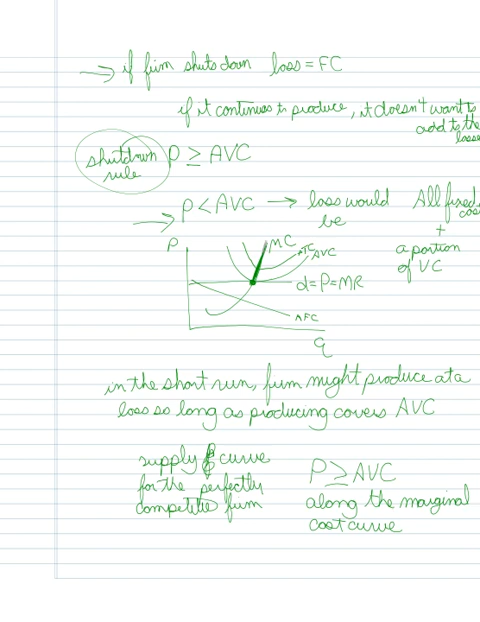 → if firm shuts down loss = FC
if it continues to produce, it doesn't want to
add to the
losse
shutdown
rule
P ≥ AVC
→ P < AVC → loss would
be
All fixed
cos
+
a portion
of VC
P
MC
ATC
AVC
d=P=MR
AFC
q
in the short run, firm might produce at a
loss so long as producing covers AVC
supply curve
for the perfectly
competitive firm
P ≥ AVC
along the marginal
cost curve